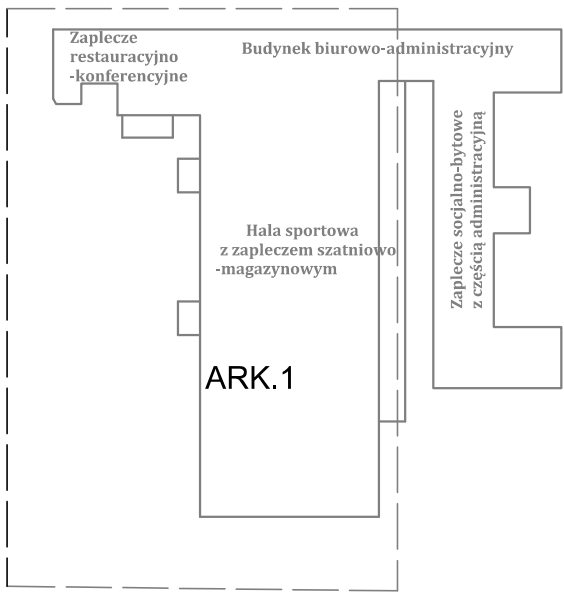 Zaplecze
restauracyjno
-konferencyjne
Budynek biurowo-administracyjny
Hala sportowa
z zapleczem szatniowo
-magazynowym
Zaplecze socjalno-bytowe
z częścią administracyjną
ARK.1